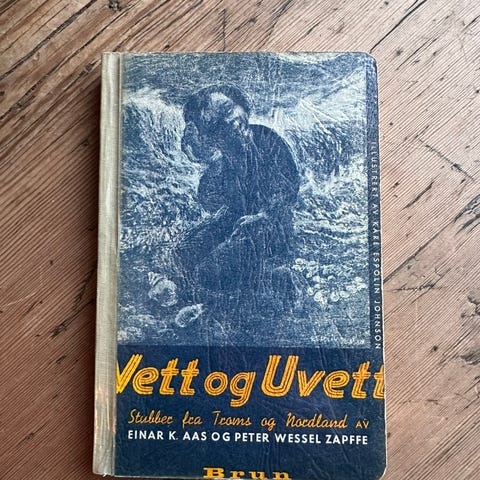 ILLUSTRERT AV KÅRE ESPOLIN JOHNSON
Vett og Uvett
Stubber fra Troms og Nordland AV
EINAR K. AAS OG PETER WESSEL ZAPFFE
Brun